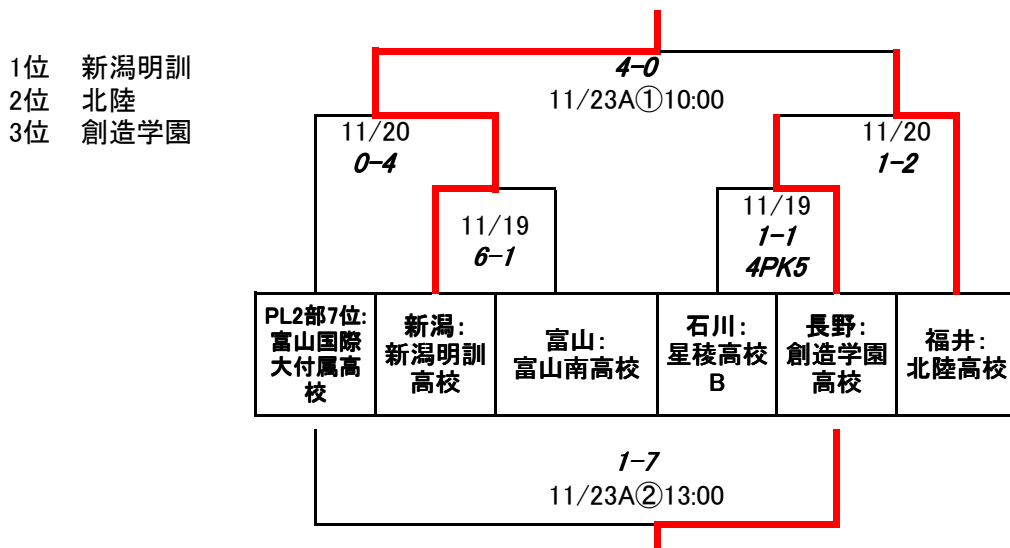 1位 新潟明訓
2位 北陸
3位 創造学園
4-0
11/23A①10:00
11/20
0-4
11/20
1-2
11/19
6-1
11/19
1-1
4PK5
PL2部7位:
富山国際
大付属高
校
新潟:
新潟明訓
高校
富山:
富山南高校
石川:
星稜高校
B
長野:
創造学園
高校
福井:
北陸高校
1-7
11/23A②13:00